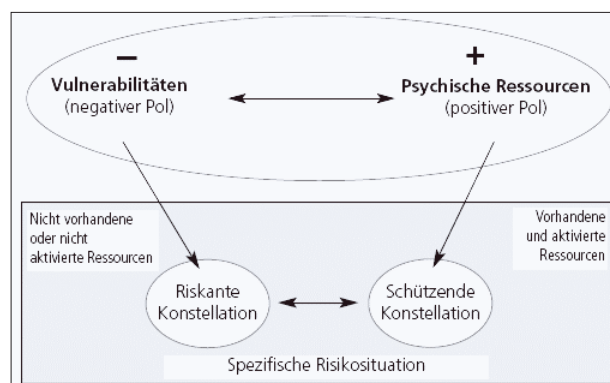 – +
Vulnerabilitäten Psychische Ressourcen
(negativer Pol) (positiver Pol)
Nicht vorhandene
oder nicht
aktivierte Ressourcen
Vorhandene
und aktivierte
Ressourcen
Riskante
Konstellation
Schützende
Konstellation
Spezifische Risikosituation